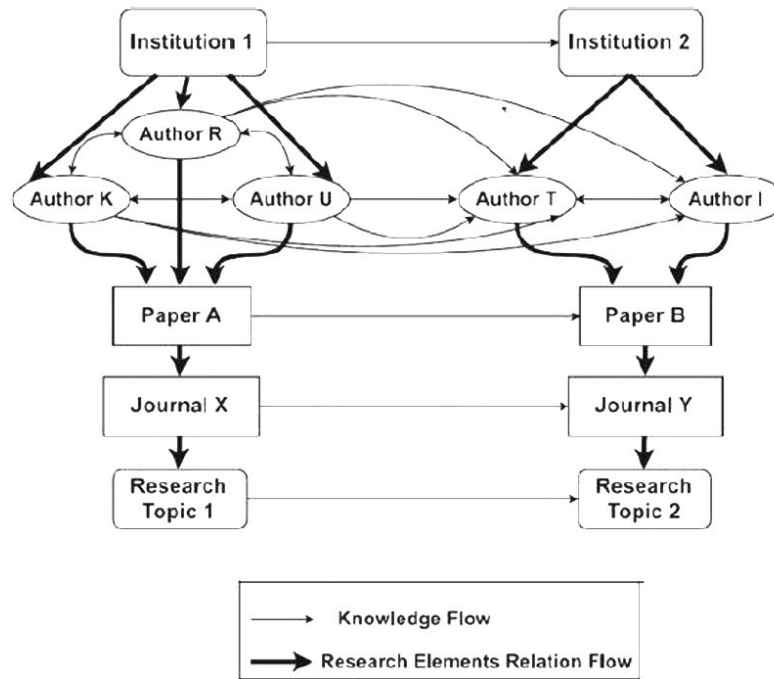 Institution 1
Institution 2
Author R
Author K
Author U
Author T
Author I
Paper A
Paper B
Journal X
Journal Y
Research
Topic 1
Research
Topic 2
Knowledge Flow
Research Elements Relation Flow